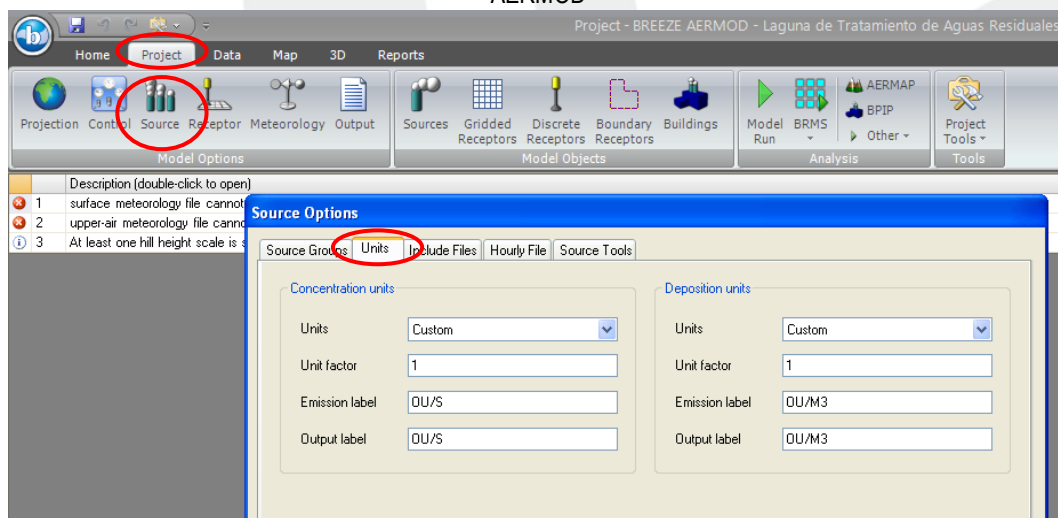 AERMOD
Project - BREEZE AERMOD - Laguna de Tratamiento de Aguas Residuales
Home Project Data Map 3D Reports
Projection Control Source Receptor Meteorology Output Sources Gridded Receptors Discrete Receptors Boundary Receptors Buildings Model Run BRMS AERMAP BPIP Other Project Tools
Model Options Model Objects Analysis Tools
Description (double-click to open)
1 surface meteorology file cannot
2 upper-air meteorology file
3 At least one hill height scale is
Source Options
Source Groups Units Include Files Hourly File Source Tools
Concentration units Deposition units
Units Custom Units Custom
Unit factor 1 Unit factor 1
Emission label OU/S Emission label OU/M3
Output label OU/S Output label OU/M3